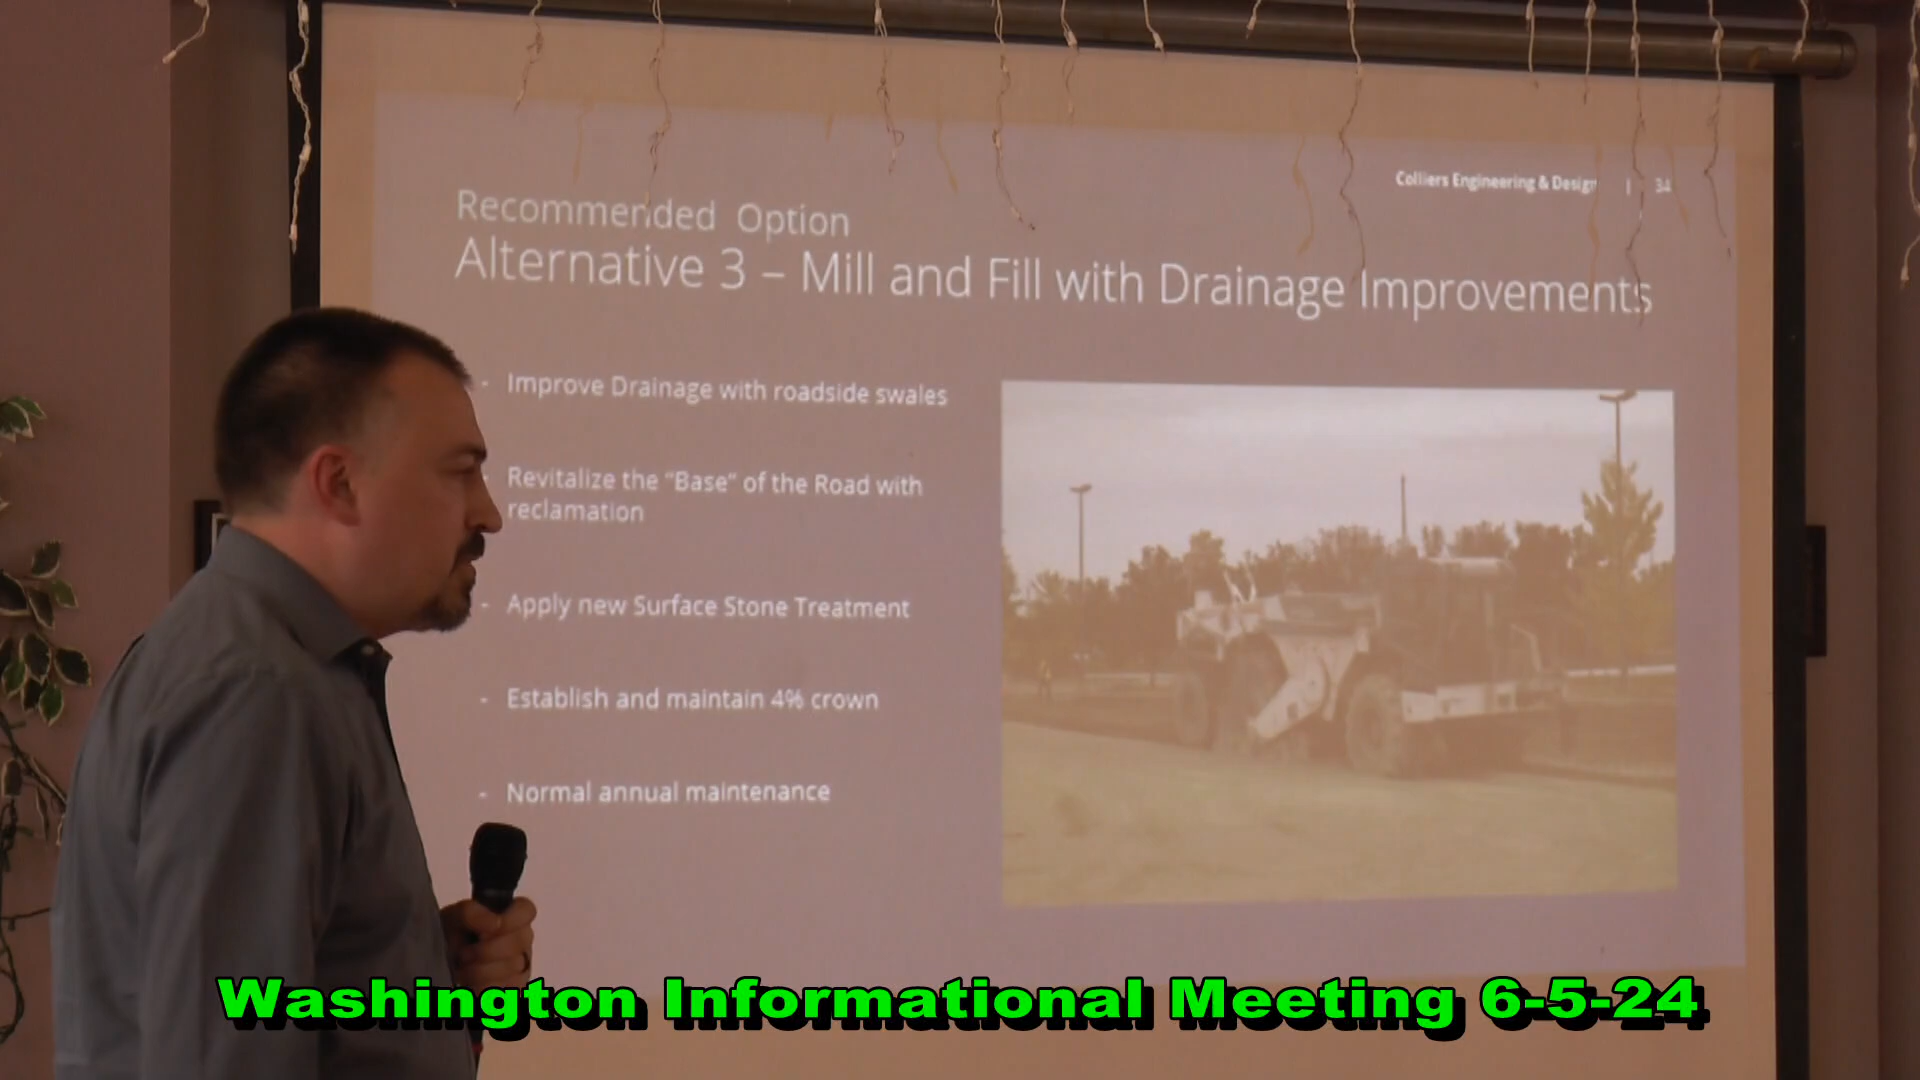 Colliers Engineering & Design | 34
Recommended Option
Alternative 3 – Mill and Fill with Drainage Improvements
- Improve Drainage with roadside swales
Revitalize the "Base" of the Road with
reclamation
- Apply new Surface Stone Treatment
- Establish and maintain 4% crown
- Normal annual maintenance
Washington Informational Meeting 6-5-24